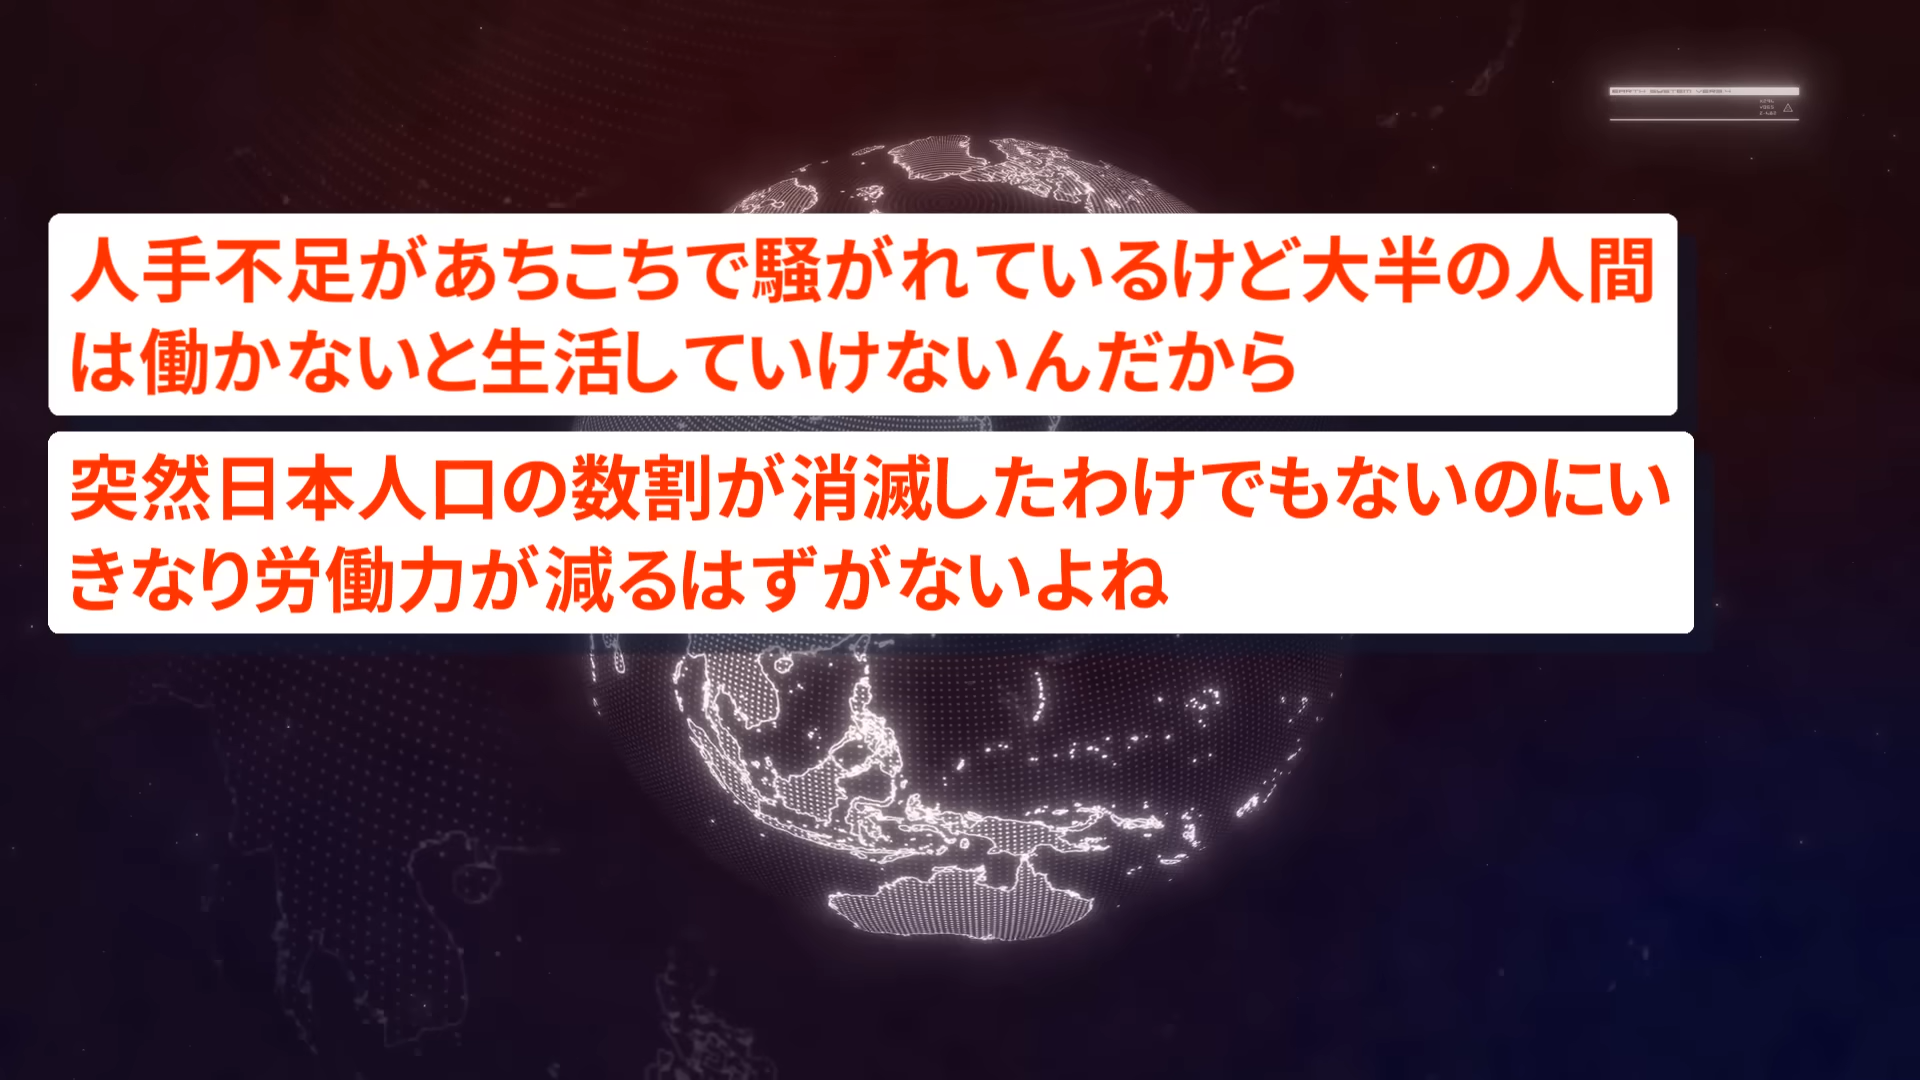 人手不足があちこちで騒がれているけど大半の人間
は働かないと生活していけないんだから
突然日本人口の数割が消滅したわけでもないのにい
きなり労働力が減るはずがないよね